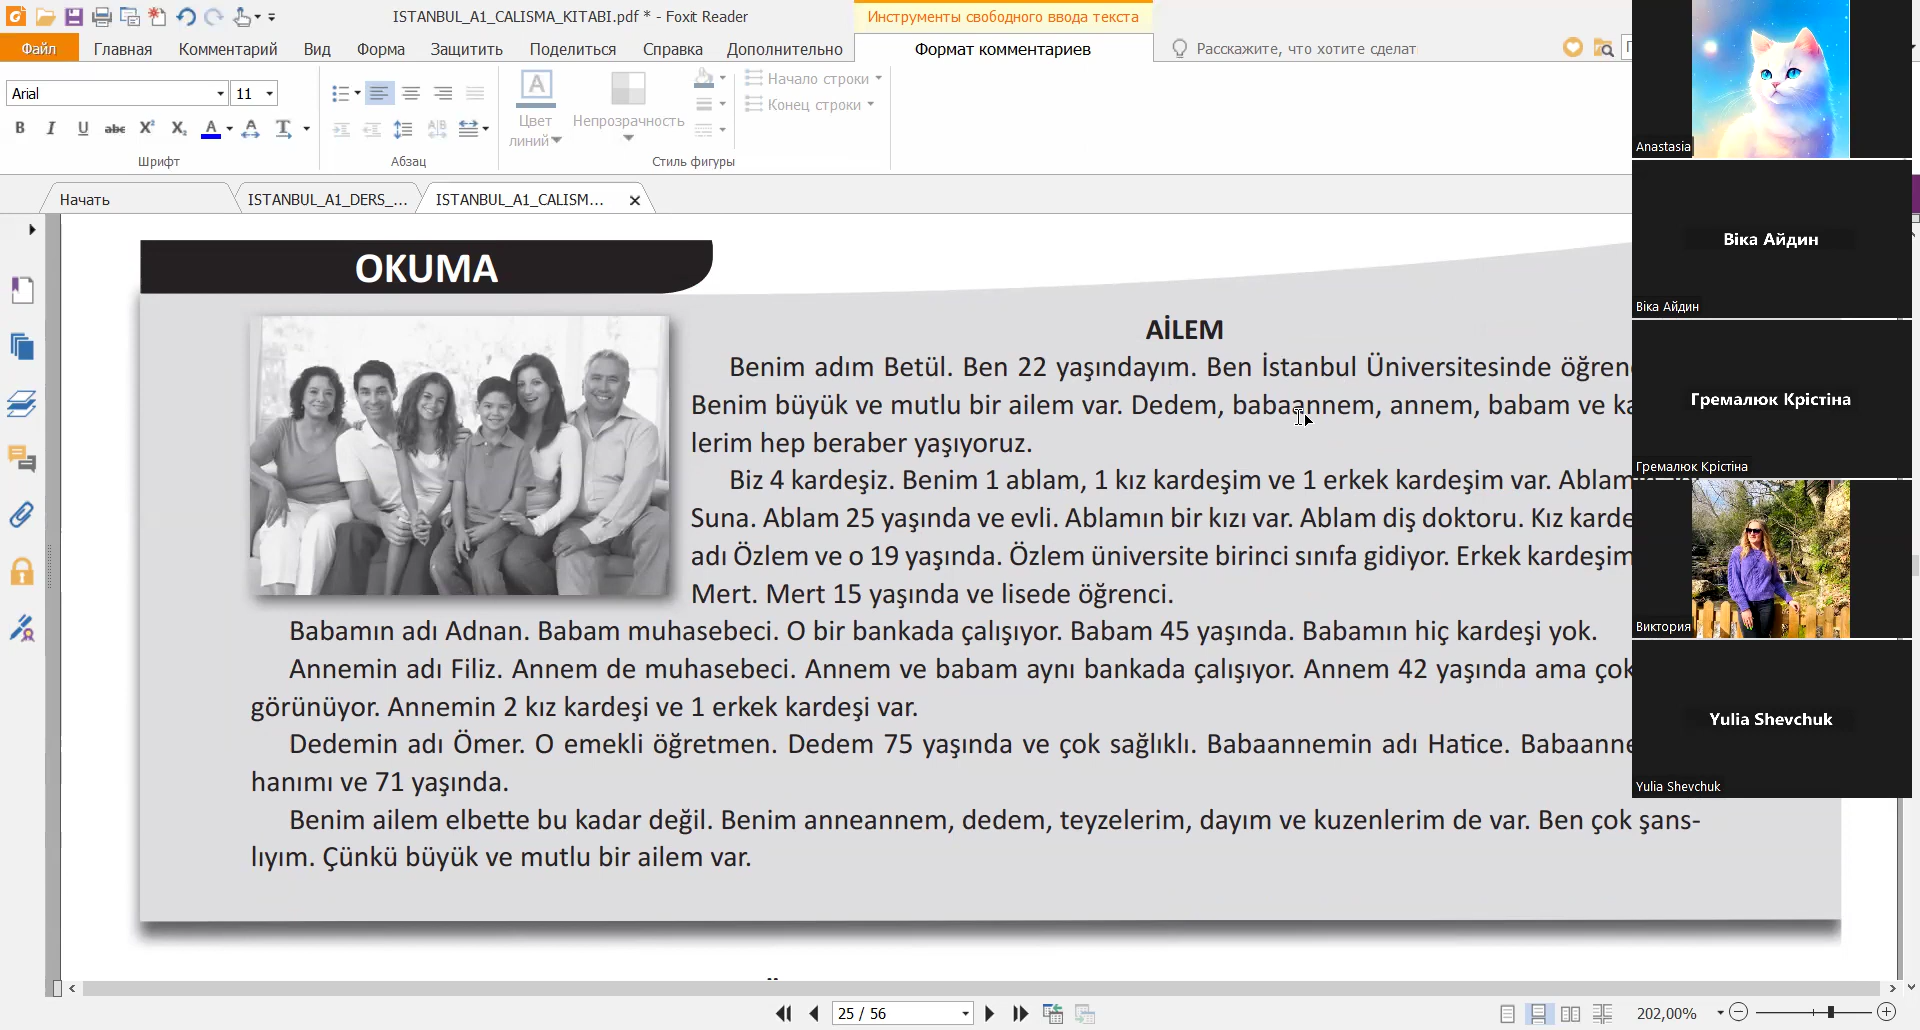 ISTANBUL_A1_CALISMA_KITABI.pdf * - Foxit Reader
Инструменты свободного ввода текста
Файл Главная Комментарий Вид Форма Защитить Поделиться Справка Дополнительно Формат комментариев Расскажите, что хотите сделат
Arial 11
Начало строки
Конец строки
Цвет линий
Непрозрачность
Шрифт Абзац Стиль фигуры
Начать ISTANBUL_A1_DERS_... ISTANBUL_A1_CALISM...
OKUMA
AİLEM
Benim adım Betül. Ben 22 yaşındayım. Ben İstanbul Üniversitesinde öğren
Benim büyük ve mutlu bir ailem var. Dedem, babaannem, annem, babam ve ka
lerim hep beraber yaşıyoruz.
Biz 4 kardeşiz. Benim 1 ablam, 1 kız kardeşim ve 1 erkek kardeşim var. Ablam
Suna. Ablam 25 yaşında ve evli. Ablamın bir kızı var. Ablam diş doktoru. Kız karde
adı Özlem ve o 19 yaşında. Özlem üniversite birinci sınıfa gidiyor. Erkek kardeşim
Mert. Mert 15 yaşında ve lisede öğrenci.
Babamın adı Adnan. Babam muhasebeci. O bir bankada çalışıyor. Babam 45 yaşında. Babamın hiç kardeşi yok.
Annemin adı Filiz. Annem de muhasebeci. Annem ve babam aynı bankada çalışıyor. Annem 42 yaşında ama çok
görünüyor. Annemin 2 kız kardeşi ve 1 erkek kardeşi var.
Dedemin adı Ömer. O emekli öğretmen. Dedem 75 yaşında ve çok sağlıklı. Babaannemin adı Hatice. Babaanne
hanımı ve 71 yaşında.
Benim ailem elbette bu kadar değil. Benim anneannem, dedem, teyzelerim, dayım ve kuzenlerim de var. Ben çok şans-
lıyım. Çünkü büyük ve mutlu bir ailem var.
Anastasia
Віка Айдин
Віка Айдин
Гремалюк Крістіна
Гремалюк Крістіна
Виктория
Yulia Shevchuk
Yulia Shevchuk
25 / 56
202,00%